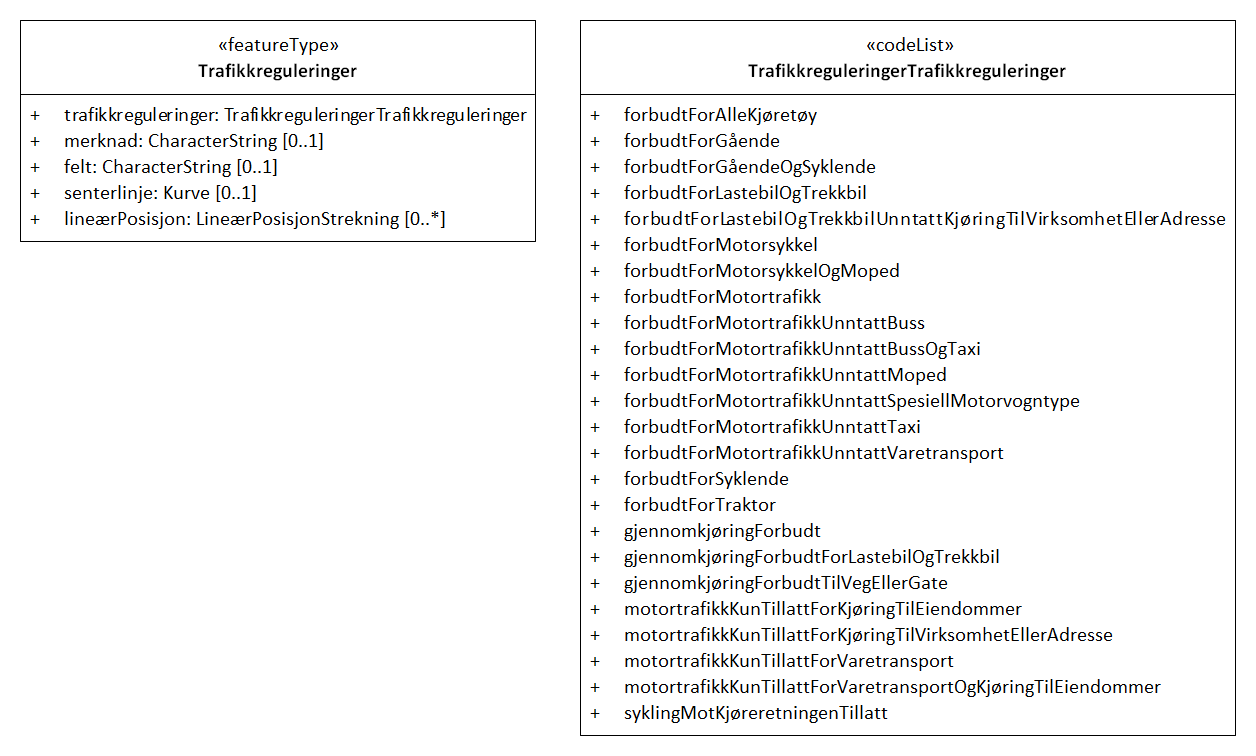 «featureType»
Trafikkreguleringer
+ trafikkreguleringer: TrafikkreguleringerTrafikkreguleringer
+ merknad: CharacterString [0..1]
+ felt: CharacterString [0..1]
+ senterlinje: Kurve [0..1]
+ lineærPosisjon: LineærPosisjonStrekning [0..*]
«codeList»
TrafikkreguleringerTrafikkreguleringer
+ forbudtForAlleKjøretøy
+ forbudtForGående
+ forbudtForGåendeOgSyklende
+ forbudtForLastebilOgTrekkbil
+ forbudtForLastebilOgTrekkbilUnntattKjøringTilVirksomhetEllerAdresse
+ forbudtForMotorsykkel
+ forbudtForMotorsykkelOgMoped
+ forbudtForMotortrafikk
+ forbudtForMotortrafikkUnntattBuss
+ forbudtForMotortrafikkUnntattBussOgTaxi
+ forbudtForMotortrafikkUnntattMoped
+ forbudtForMotortrafikkUnntattSpesiellMotorvogntype
+ forbudtForMotortrafikkUnntattTaxi
+ forbudtForMotortrafikkUnntattVaretransport
+ forbudtForSyklende
+ forbudtForTraktor
+ gjennomkjøringForbudt
+ gjennomkjøringForbudtForLastebilOgTrekkbil
+ gjennomkjøringForbudtTilVegEllerGate
+ motortrafikkKunTillattForKjøringTilEiendommer
+ motortrafikkKunTillattForKjøringTilVirksomhetEllerAdresse
+ motortrafikkKunTillattForVaretransport
+ motortrafikkKunTillattForVaretransportOgKjøringTilEiendommer
+ syklingMotKjøreretningenTillatt